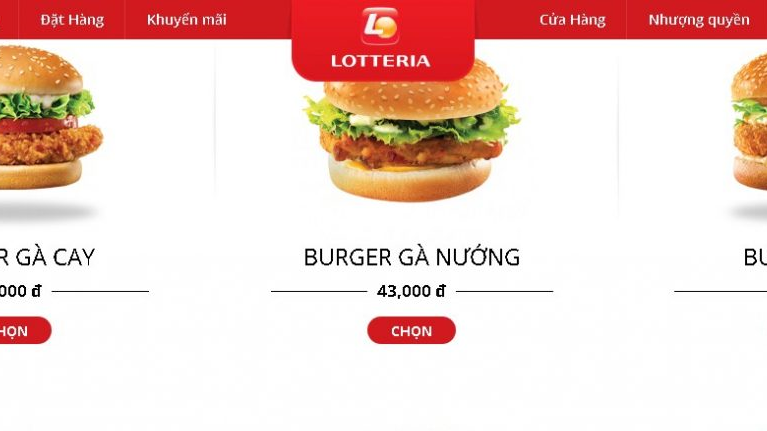 Đặt Hàng
Khuyến mãi
LOTTERIA
Cửa Hàng
Nhượng quyền
R GÀ CAY
000 đ
HỌN
BURGER GÀ NƯỚNG
43,000 đ
CHỌN
BU